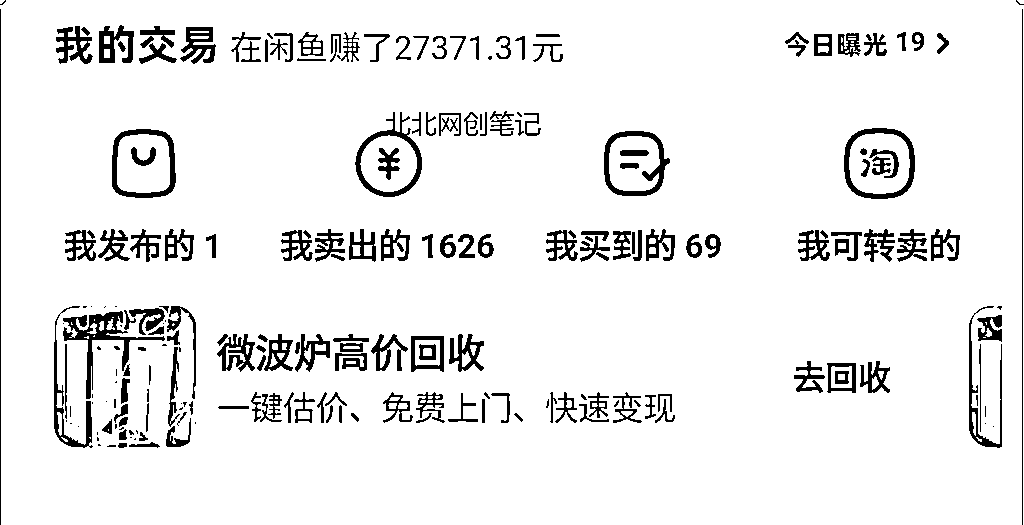 我的交易 在闲鱼赚了27371.31元 今日曝光 19
北北网创笔记
我发布的 1 我卖出的 1626 我买到的 69 我可转卖的
微波炉高价回收
一键估价、免费上门、快速变现
去回收
¥
淘